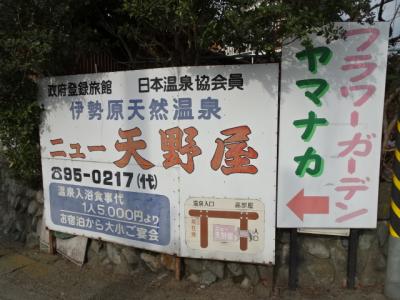 政府登録旅館　日本温泉協会員
伊勢原天然温泉
ニュー天野屋
☎95-0217(代)
温泉入浴食事代
1人5,000円より
お宿泊から大小ご宴会
温泉入口
フラワーガーデン
ヤマナカ